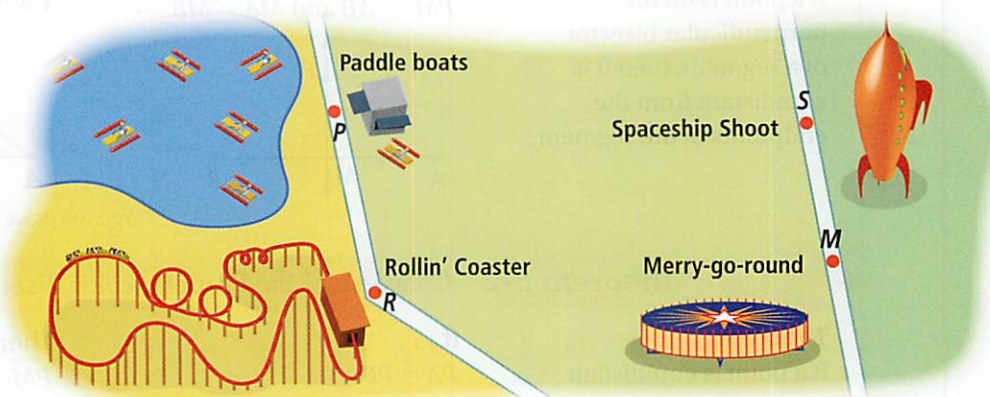 Paddle boats
P
S
Spaceship Shoot
M
Rollin' Coaster
R
Merry-go-round